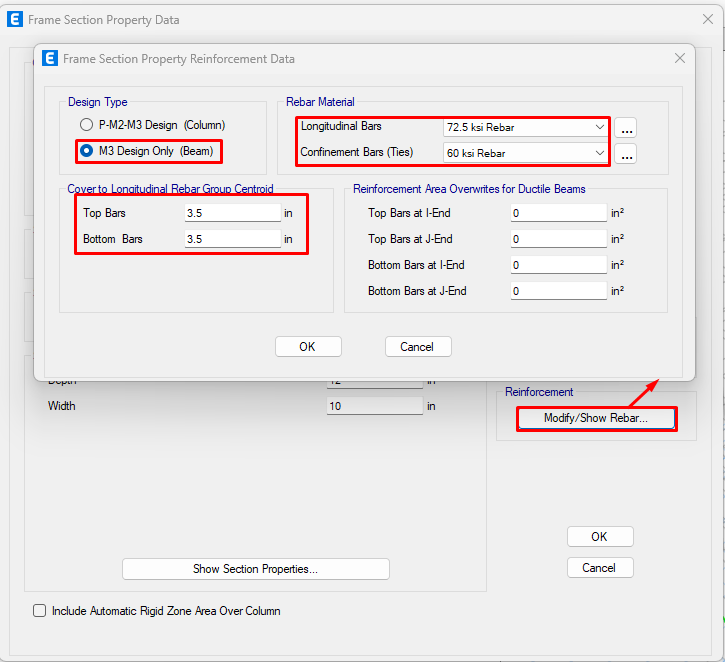 E Frame Section Property Data
E Frame Section Property Reinforcement Data
Design Type
P-M2-M3 Design (Column)
M3 Design Only (Beam)
Rebar Material
Longitudinal Bars 72.5 ksi Rebar ...
Confinement Bars (Ties) 60 ksi Rebar ...
Cover to Longitudinal Rebar Group Centroid
Top Bars 3.5 in
Bottom Bars 3.5 in
Reinforcement Area Overwrites for Ductile Beams
Top Bars at I-End 0 in²
Top Bars at J-End 0 in²
Bottom Bars at I-End 0 in²
Bottom Bars at J-End 0 in²
OK Cancel
Depth 12 in
Width 10 in
Reinforcement
Modify/Show Rebar...
OK
Cancel
Show Section Properties...
Include Automatic Rigid Zone Area Over Column